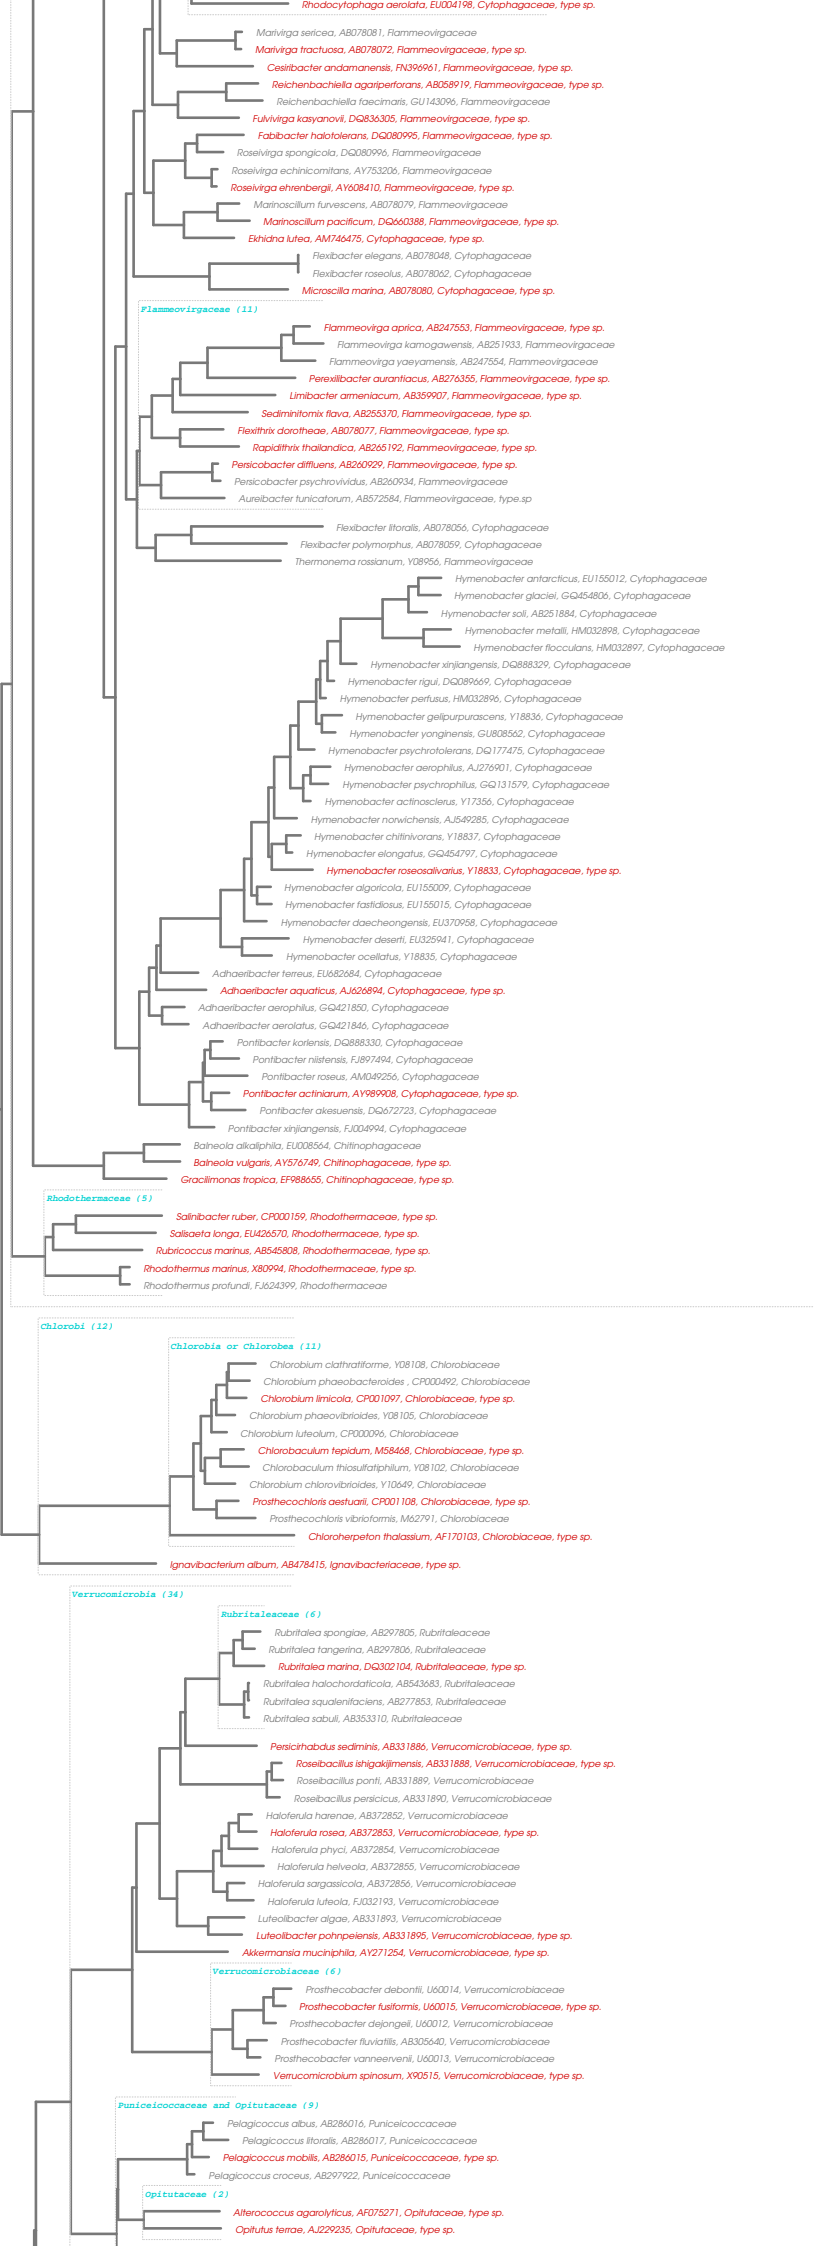 Rhodocytophaga aerolata, EU004198, Cytophagaceae, type sp.
Marivirga sericea, AB078081, Flammeovirgaceae
Marivirga tractuosa, AB078072, Flammeovirgaceae, type sp.
Cesiribacter andamanensis, FN396961, Flammeovirgaceae, type sp.
Reichenbachiella agariperforans, AB058919, Flammeovirgaceae, type sp.
Reichenbachiella faecimaris, GU143096, Flammeovirgaceae
Fulvivirga kasyanovii, DQ836305, Flammeovirgaceae, type sp.
Fabibacter halotolerans, DQ080995, Flammeovirgaceae, type sp.
Roseivirga spongicola, DQ080996, Flammeovirgaceae
Roseivirga echinicomitans, AY753206, Flammeovirgaceae
Roseivirga ehrenbergii, AY608410, Flammeovirgaceae, type sp.
Marinoscillum furvescens, AB078079, Flammeovirgaceae
Marinoscillum pacificum, DQ660388, Flammeovirgaceae, type sp.
Ekhidna lutea, AM746475, Cytophagaceae, type sp.
Flexibacter elegans, AB078048, Cytophagaceae
Flexibacter roseolus, AB078062, Cytophagaceae
Microscilla marina, AB078080, Cytophagaceae, type sp.
Flammeovirgaceae (11)
Flammeovirga aprica, AB247553, Flammeovirgaceae, type sp.
Flammeovirga kamogawensis, AB251933, Flammeovirgaceae
Flammeovirga yaeyamensis, AB247554, Flammeovirgaceae
Perexilibacter aurantiacus, AB276355, Flammeovirgaceae, type sp.
Limibacter armeniacum, AB359907, Flammeovirgaceae, type sp.
Sediminitomix flava, AB255370, Flammeovirgaceae, type sp.
Flexithrix dorotheae, AB078077, Flammeovirgaceae, type sp.
Rapidithrix thailandica, AB265192, Flammeovirgaceae, type sp.
Persicobacter diffluens, AB260929, Flammeovirgaceae, type sp.
Persicobacter psychrovividus, AB260934, Flammeovirgaceae
Aureibacter tunicatorum, AB572584, Flammeovirgaceae, type.sp
Flexibacter litoralis, AB078056, Cytophagaceae
Flexibacter polymorphus, AB078059, Cytophagaceae
Thermonema rossianum, Y08956, Flammeovirgaceae
Hymenobacter antarcticus, EU155012, Cytophagaceae
Hymenobacter glaciei, GQ454806, Cytophagaceae
Hymenobacter soli, AB251884, Cytophagaceae
Hymenobacter metalli, HM032898, Cytophagaceae
Hymenobacter flocculans, HM032897, Cytophagaceae
Hymenobacter xinjiangensis, DQ888329, Cytophagaceae
Hymenobacter rigui, DQ089669, Cytophagaceae
Hymenobacter perfusus, HM032896, Cytophagaceae
Hymenobacter gelipurpurascens, Y18836, Cytophagaceae
Hymenobacter yonginensis, GU808562, Cytophagaceae
Hymenobacter psychrotolerans, DQ177475, Cytophagaceae
Hymenobacter aerophilus, AJ276901, Cytophagaceae
Hymenobacter psychrophilus, GQ131579, Cytophagaceae
Hymenobacter actinosclerus, Y17356, Cytophagaceae
Hymenobacter norwichensis, AJ549285, Cytophagaceae
Hymenobacter chitinivorans, Y18837, Cytophagaceae
Hymenobacter elongatus, GQ454797, Cytophagaceae
Hymenobacter roseosalivarius, Y18833, Cytophagaceae, type sp.
Hymenobacter algoricola, EU155009, Cytophagaceae
Hymenobacter fastidiosus, EU155015, Cytophagaceae
Hymenobacter daecheongensis, EU370958, Cytophagaceae
Hymenobacter deserti, EU325941, Cytophagaceae
Hymenobacter ocellatus, Y18835, Cytophagaceae
Adhaeribacter terreus, EU682684, Cytophagaceae
Adhaeribacter aquaticus, AJ626894, Cytophagaceae, type sp.
Adhaeribacter aerophilus, GQ421850, Cytophagaceae
Adhaeribacter aerolatus, GQ421846, Cytophagaceae
Pontibacter korlensis, DQ888330, Cytophagaceae
Pontibacter niistensis, FJ897494, Cytophagaceae
Pontibacter roseus, AM049256, Cytophagaceae
Pontibacter actiniarum, AY989908, Cytophagaceae, type sp.
Pontibacter akesuensis, DQ672723, Cytophagaceae
Pontibacter xinjiangensis, FJ004994, Cytophagaceae
Balneola alkaliphila, EU008564, Chitinophagaceae
Balneola vulgaris, AY576749, Chitinophagaceae, type sp.
Gracilimonas tropica, EF988655, Chitinophagaceae, type sp.
Rhodothermaceae (5)
Salinibacter ruber, CP000159, Rhodothermaceae, type sp.
Salisaeta longa, EU426570, Rhodothermaceae, type sp.
Rubricoccus marinus, AB545808, Rhodothermaceae, type sp.
Rhodothermus marinus, X80994, Rhodothermaceae, type sp.
Rhodothermus profundi, FJ624399, Rhodothermaceae
Chlorobi (12)
Chlorobia or Chlorobea (11)
Chlorobium clathratiforme, Y08108, Chlorobiaceae
Chlorobium phaeobacteroides , CP000492, Chlorobiaceae
Chlorobium limicola, CP001097, Chlorobiaceae, type sp.
Chlorobium phaeovibrioides, Y08105, Chlorobiaceae
Chlorobium luteolum, CP000096, Chlorobiaceae
Chlorobaculum tepidum, M58468, Chlorobiaceae, type sp.
Chlorobaculum thiosulfatiphilum, Y08102, Chlorobiaceae
Chlorobium chlorovibrioides, Y10649, Chlorobiaceae
Prosthecochloris aestuarii, CP001108, Chlorobiaceae, type sp.
Prosthecochloris vibrioformis, M62791, Chlorobiaceae
Chloroherpeton thalassium, AF170103, Chlorobiaceae, type sp.
Ignavibacterium album, AB478415, Ignavibacteriaceae, type sp.
Verrucomicrobia (34)
Rubritaleaceae (6)
Rubritalea spongiae, AB297805, Rubritaleaceae
Rubritalea tangerina, AB297806, Rubritaleaceae
Rubritalea marina, DQ302104, Rubritaleaceae, type sp.
Rubritalea halochordaticola, AB543683, Rubritaleaceae
Rubritalea squalenifaciens, AB277853, Rubritaleaceae
Rubritalea sabuli, AB353310, Rubritaleaceae
Persicirhabdus sediminis, AB331886, Verrucomicrobiaceae, type sp.
Roseibacillus ishigakijimensis, AB331888, Verrucomicrobiaceae, type sp.
Roseibacillus ponti, AB331889, Verrucomicrobiaceae
Roseibacillus persicicus, AB331890, Verrucomicrobiaceae
Haloferula harenae, AB372852, Verrucomicrobiaceae
Haloferula rosea, AB372853, Verrucomicrobiaceae, type sp.
Haloferula phyci, AB372854, Verrucomicrobiaceae
Haloferula helveola, AB372855, Verrucomicrobiaceae
Haloferula sargassicola, AB372856, Verrucomicrobiaceae
Haloferula luteola, FJ032193, Verrucomicrobiaceae
Luteolibacter algae, AB331893, Verrucomicrobiaceae
Luteolibacter pohnpeiensis, AB331895, Verrucomicrobiaceae, type sp.
Akkermansia muciniphila, AY271254, Verrucomicrobiaceae, type sp.
Verrucomicrobiaceae (6)
Prosthecobacter debontii, U60014, Verrucomicrobiaceae
Prosthecobacter fusiformis, U60015, Verrucomicrobiaceae, type sp.
Prosthecobacter dejongeii, U60012, Verrucomicrobiaceae
Prosthecobacter fluviatilis, AB305640, Verrucomicrobiaceae
Prosthecobacter vanneervenii, U60013, Verrucomicrobiaceae
Verrucomicrobium spinosum, X90515, Verrucomicrobiaceae, type sp.
Puniceicoccaceae and Opitutaceae (9)
Pelagicoccus albus, AB286016, Puniceicoccaceae
Pelagicoccus litoralis, AB286017, Puniceicoccaceae
Pelagicoccus mobilis, AB286015, Puniceicoccaceae, type sp.
Pelagicoccus croceus, AB297922, Puniceicoccaceae
Opitutaceae (2)
Alterococcus agarolyticus, AF075271, Opitutaceae, type sp.
Opitutus terrae, AJ229235, Opitutaceae, type sp.